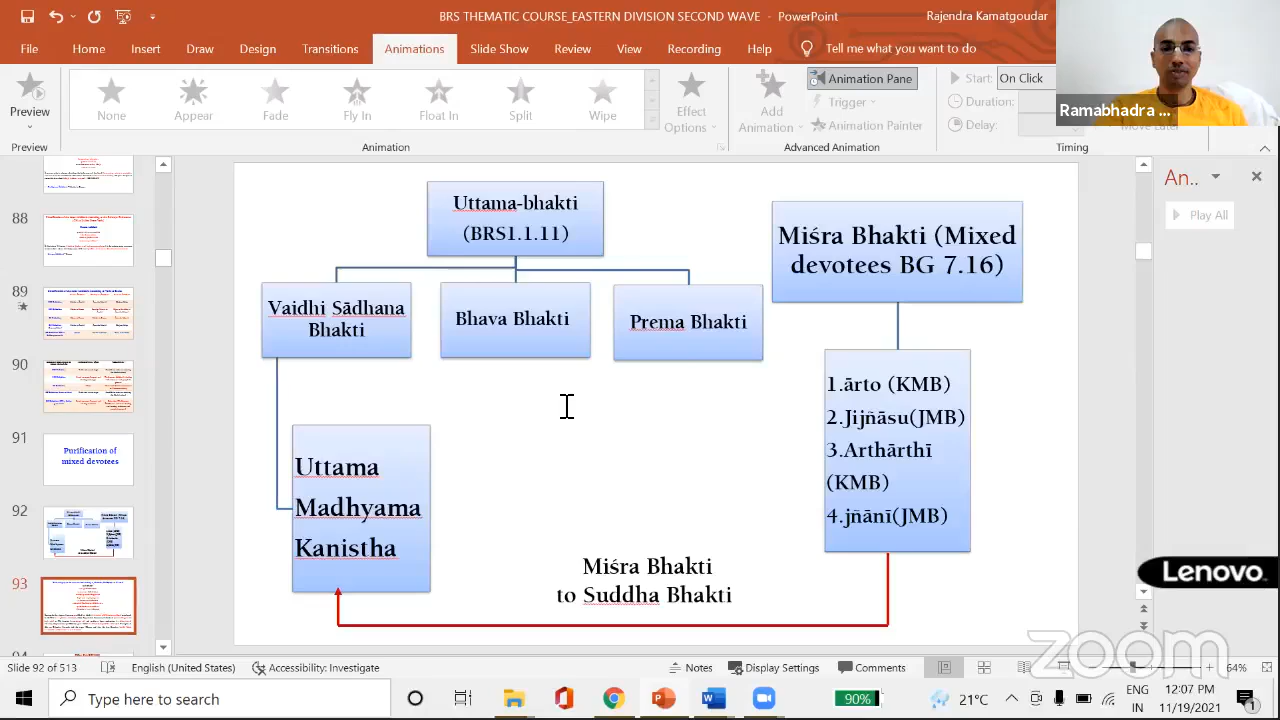 BRS THEMATIC COURSE_EASTERN DIVISION SECOND WAVE - PowerPoint
Rajendra Kamatgoudar
File Home Insert Draw Design Transitions Animations Slide Show Review View Recording Help Tell me what you want to do
Preview
None Appear Fade Fly In Float In Split Wipe
Effect
Options
Add
Animation
Animation Pane
Trigger
Animation Painter
Start: On Click
Duration:
Delay:
Move Later
Ramabhadra ...
Preview
Animation
Advanced Animation
Timing
88
89
90
91
Purification of
mixed devotees
92
93
Uttama-bhakti
(BRS1.1.11)
Vaidhi Sādhana
Bhakti
Bhava Bhakti
Prema Bhakti
Miśra Bhakti (Mixed
devotees BG 7.16)
1.ārto (KMB)
2.Jijñāsu(JMB)
3.Arthārthī
(KMB)
4.jñānī(JMB)
Uttama
Madhyama
Kanistha
Miśra Bhakti
to Suddha Bhakti
An..
Play All
Lenovo
zoom
Slide 92 of 513
English (United States)
Accessibility: Investigate
Notes
Display Settings
Comments
64%
Type here to search
90%
21°C
ENG
IN
12:07 PM
11/19/2021
1